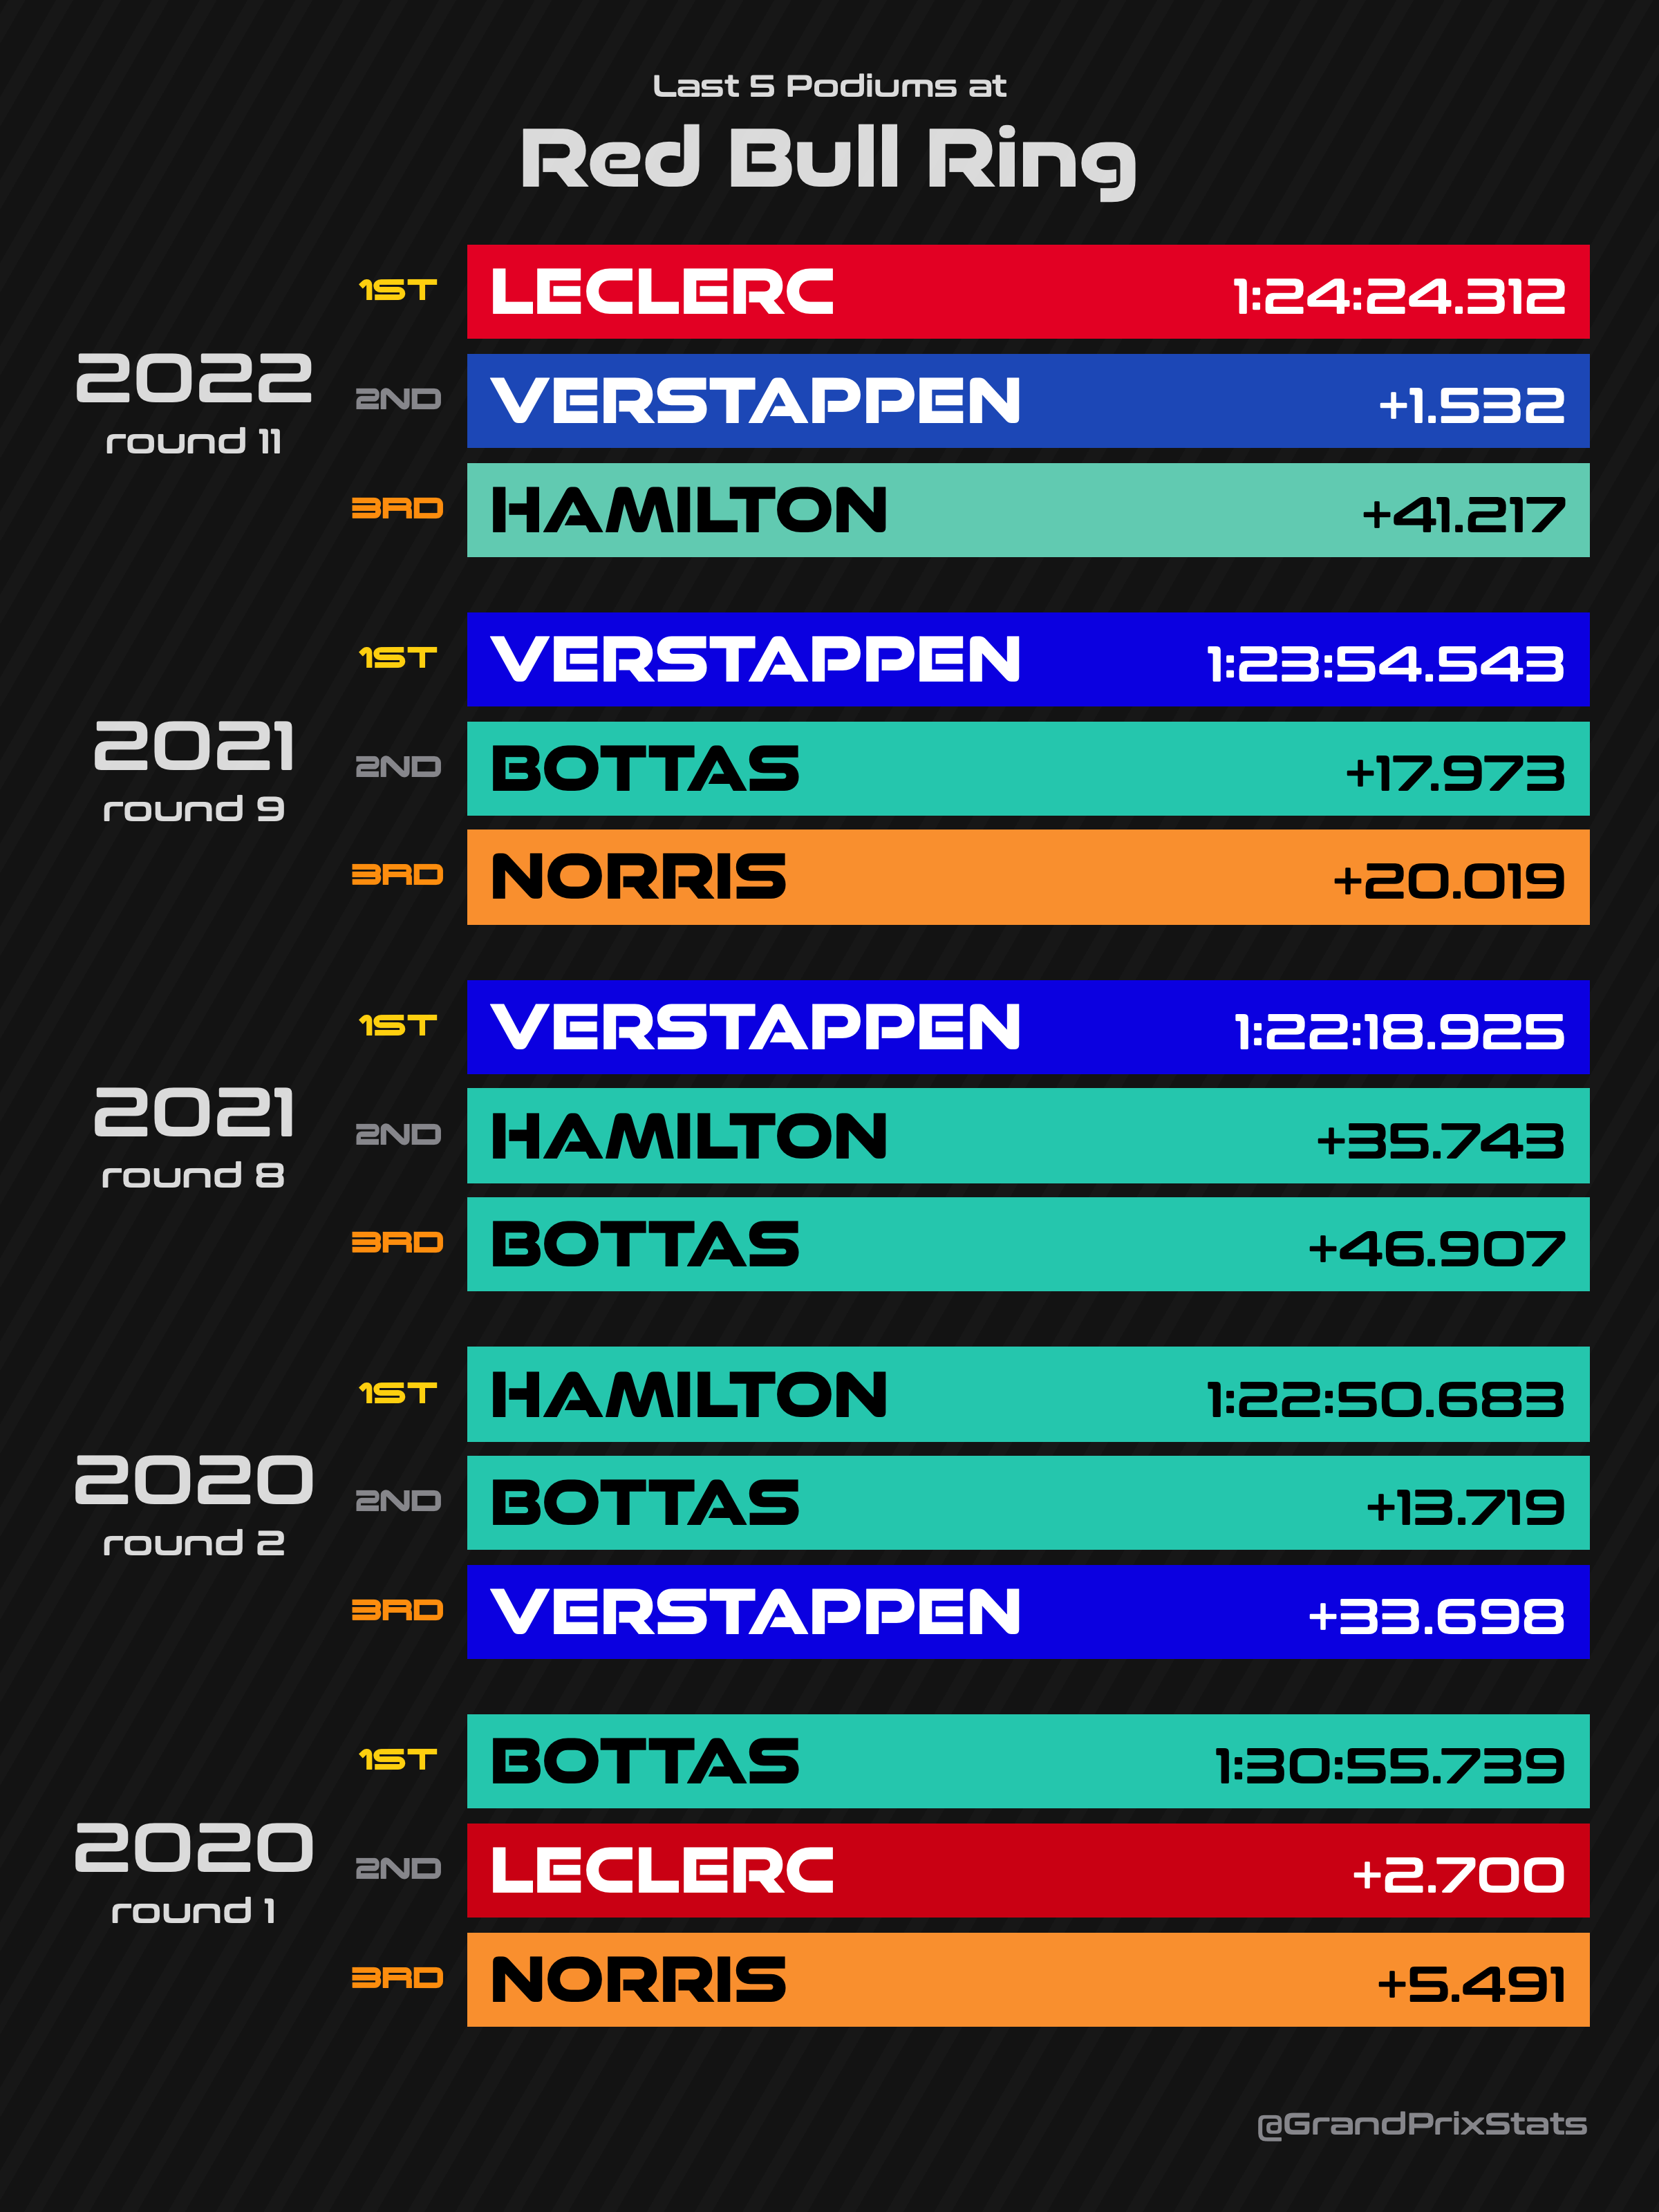 Last 5 Podiums at
Red Bull Ring
2022
round 11
1ST LECLERC 1:24:24.312
2ND VERSTAPPEN +1.532
3RD HAMILTON +41.217
2021
round 9
1ST VERSTAPPEN 1:23:54.543
2ND BOTTAS +17.973
3RD NORRIS +20.019
2021
round 8
1ST VERSTAPPEN 1:22:18.925
2ND HAMILTON +35.743
3RD BOTTAS +46.907
2020
round 2
1ST HAMILTON 1:22:50.683
2ND BOTTAS +13.719
3RD VERSTAPPEN +33.698
2020
round 1
1ST BOTTAS 1:30:55.739
2ND LECLERC +2.700
3RD NORRIS +5.491
@GrandPrixStats